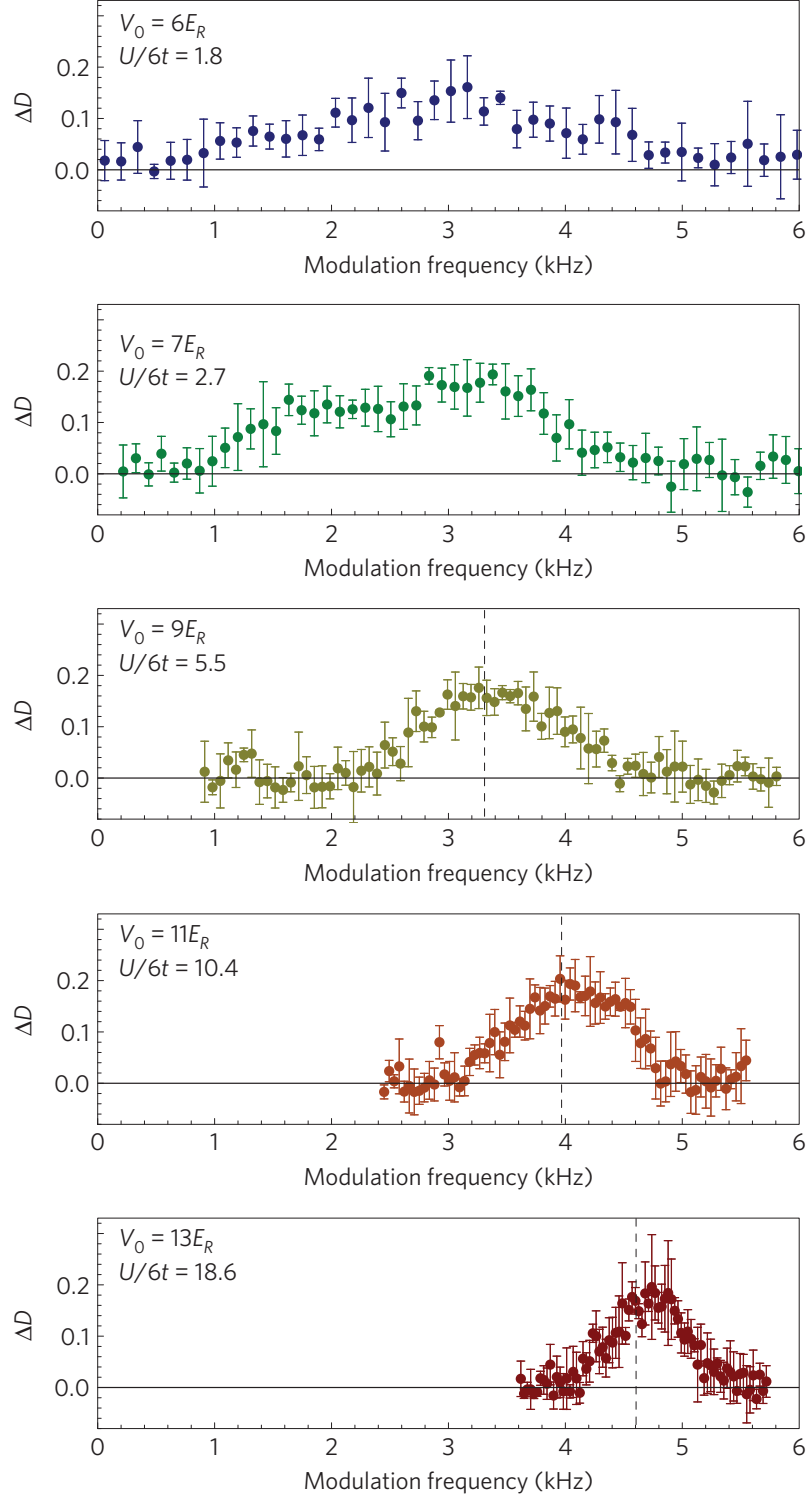 V₀ = 6E_R
U/6t = 1.8
ΔD
0.2
0.1
0.0
0 1 2 3 4 5 6
Modulation frequency (kHz)
V₀ = 7E_R
U/6t = 2.7
ΔD
0.2
0.1
0.0
0 1 2 3 4 5 6
Modulation frequency (kHz)
V₀ = 9E_R
U/6t = 5.5
ΔD
0.2
0.1
0.0
0 1 2 3 4 5 6
Modulation frequency (kHz)
V₀ = 11E_R
U/6t = 10.4
ΔD
0.2
0.1
0.0
0 1 2 3 4 5 6
Modulation frequency (kHz)
V₀ = 13E_R
U/6t = 18.6
ΔD
0.2
0.1
0.0
0 1 2 3 4 5 6
Modulation frequency (kHz)